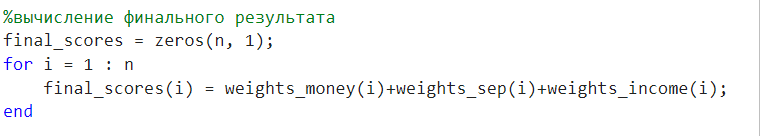 %вычисление финального результата
final_scores = zeros(n, 1);
for i = 1 : n
    final_scores(i) = weights_money(i)+weights_sep(i)+weights_income(i);
end